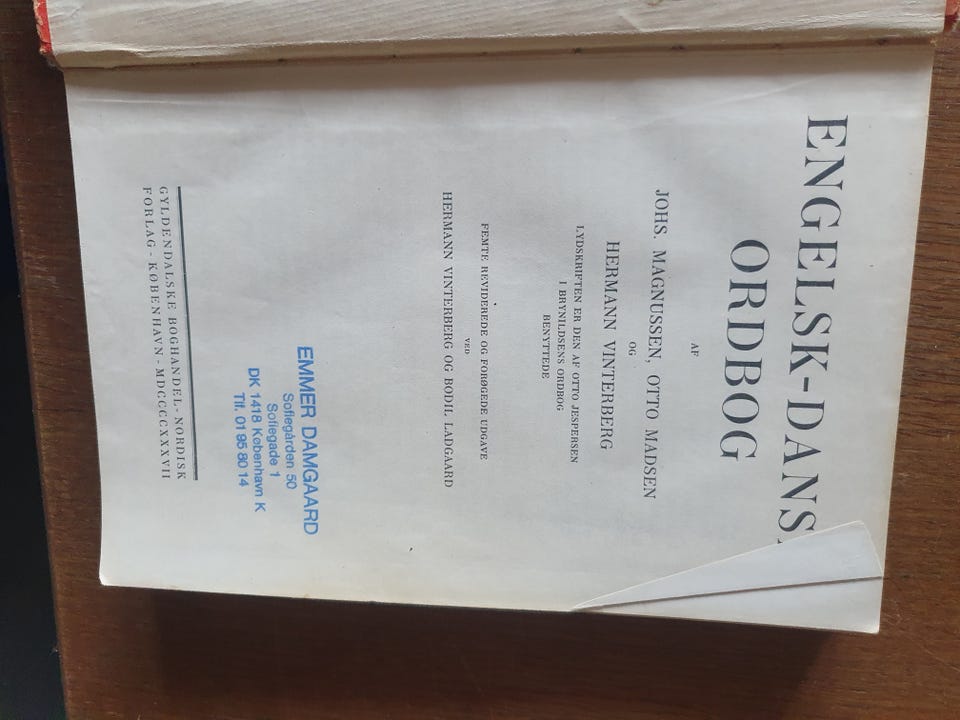 ENGELSK-DANS
ORDBOG
AF
JOHS. MAGNUSSEN, OTTO MADSEN
OG
HERMANN VINTERBERG
LYDSKRIFTEN ER DEN AF OTTO JESPERSEN
I BRYNILDSENS ORDBOG
BENYTTEDE
FEMTE REVIDEREDE OG FORØGEDE UDGAVE
VED
HERMANN VINTERBERG OG BODIL LADGAARD
EMMER DAMGAARD
Sofiegården 50
Sofiegade 1
DK 1418 København K
Tlf. 01 95 80 14
GYLDENDALSKE BOGHANDEL - NORDISK
FORLAG - KØBENHAVN - MDCCCCXXXVII